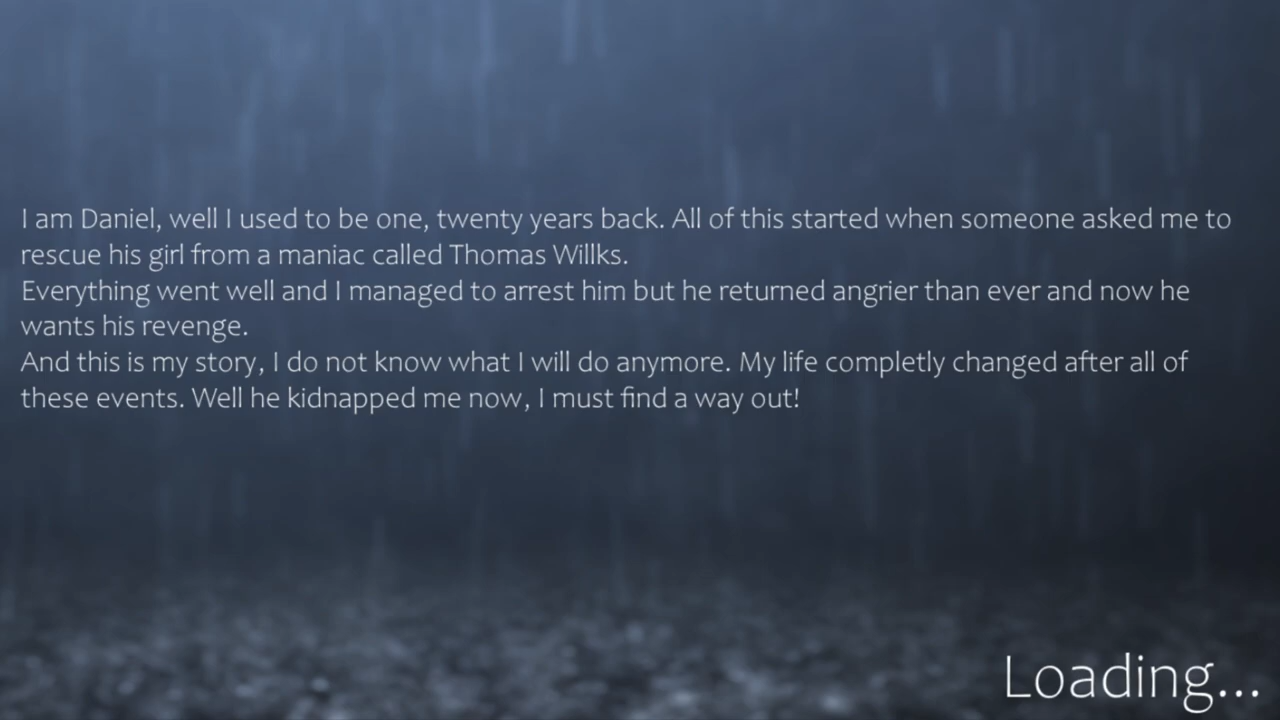 I am Daniel, well I used to be one, twenty years back. All of this started when someone asked me to
rescue his girl from a maniac called Thomas Willks.
Everything went well and I managed to arrest him but he returned angrier than ever and now he
wants his revenge.
And this is my story, I do not know what I will do anymore. My life completly changed after all of
these events. Well he kidnapped me now, I must find a way out!
Loading...